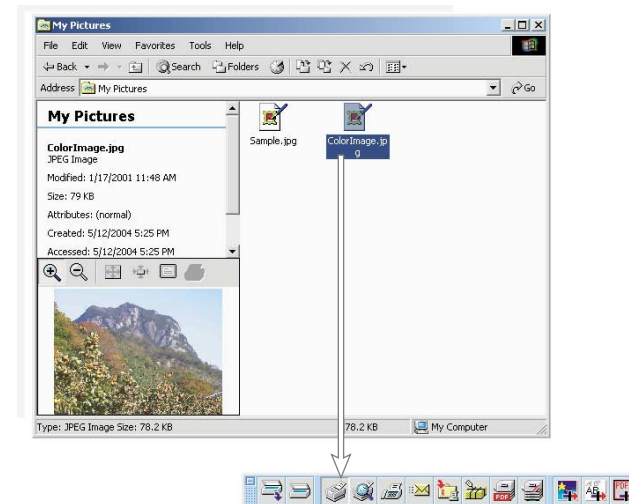 My Pictures
File Edit View Favorites Tools Help
Back Search Folders
Address My Pictures Go
My Pictures
ColorImage.jpg
JPEG Image
Modified: 1/17/2001 11:48 AM
Size: 79 KB
Attributes: (normal)
Created: 5/12/2004 5:25 PM
Accessed: 5/12/2004 5:25 PM
Sample.jpg
ColorImage.jp
g
Type: JPEG Image Size: 78.2 KB 78.2 KB My Computer
PDF AB PDF